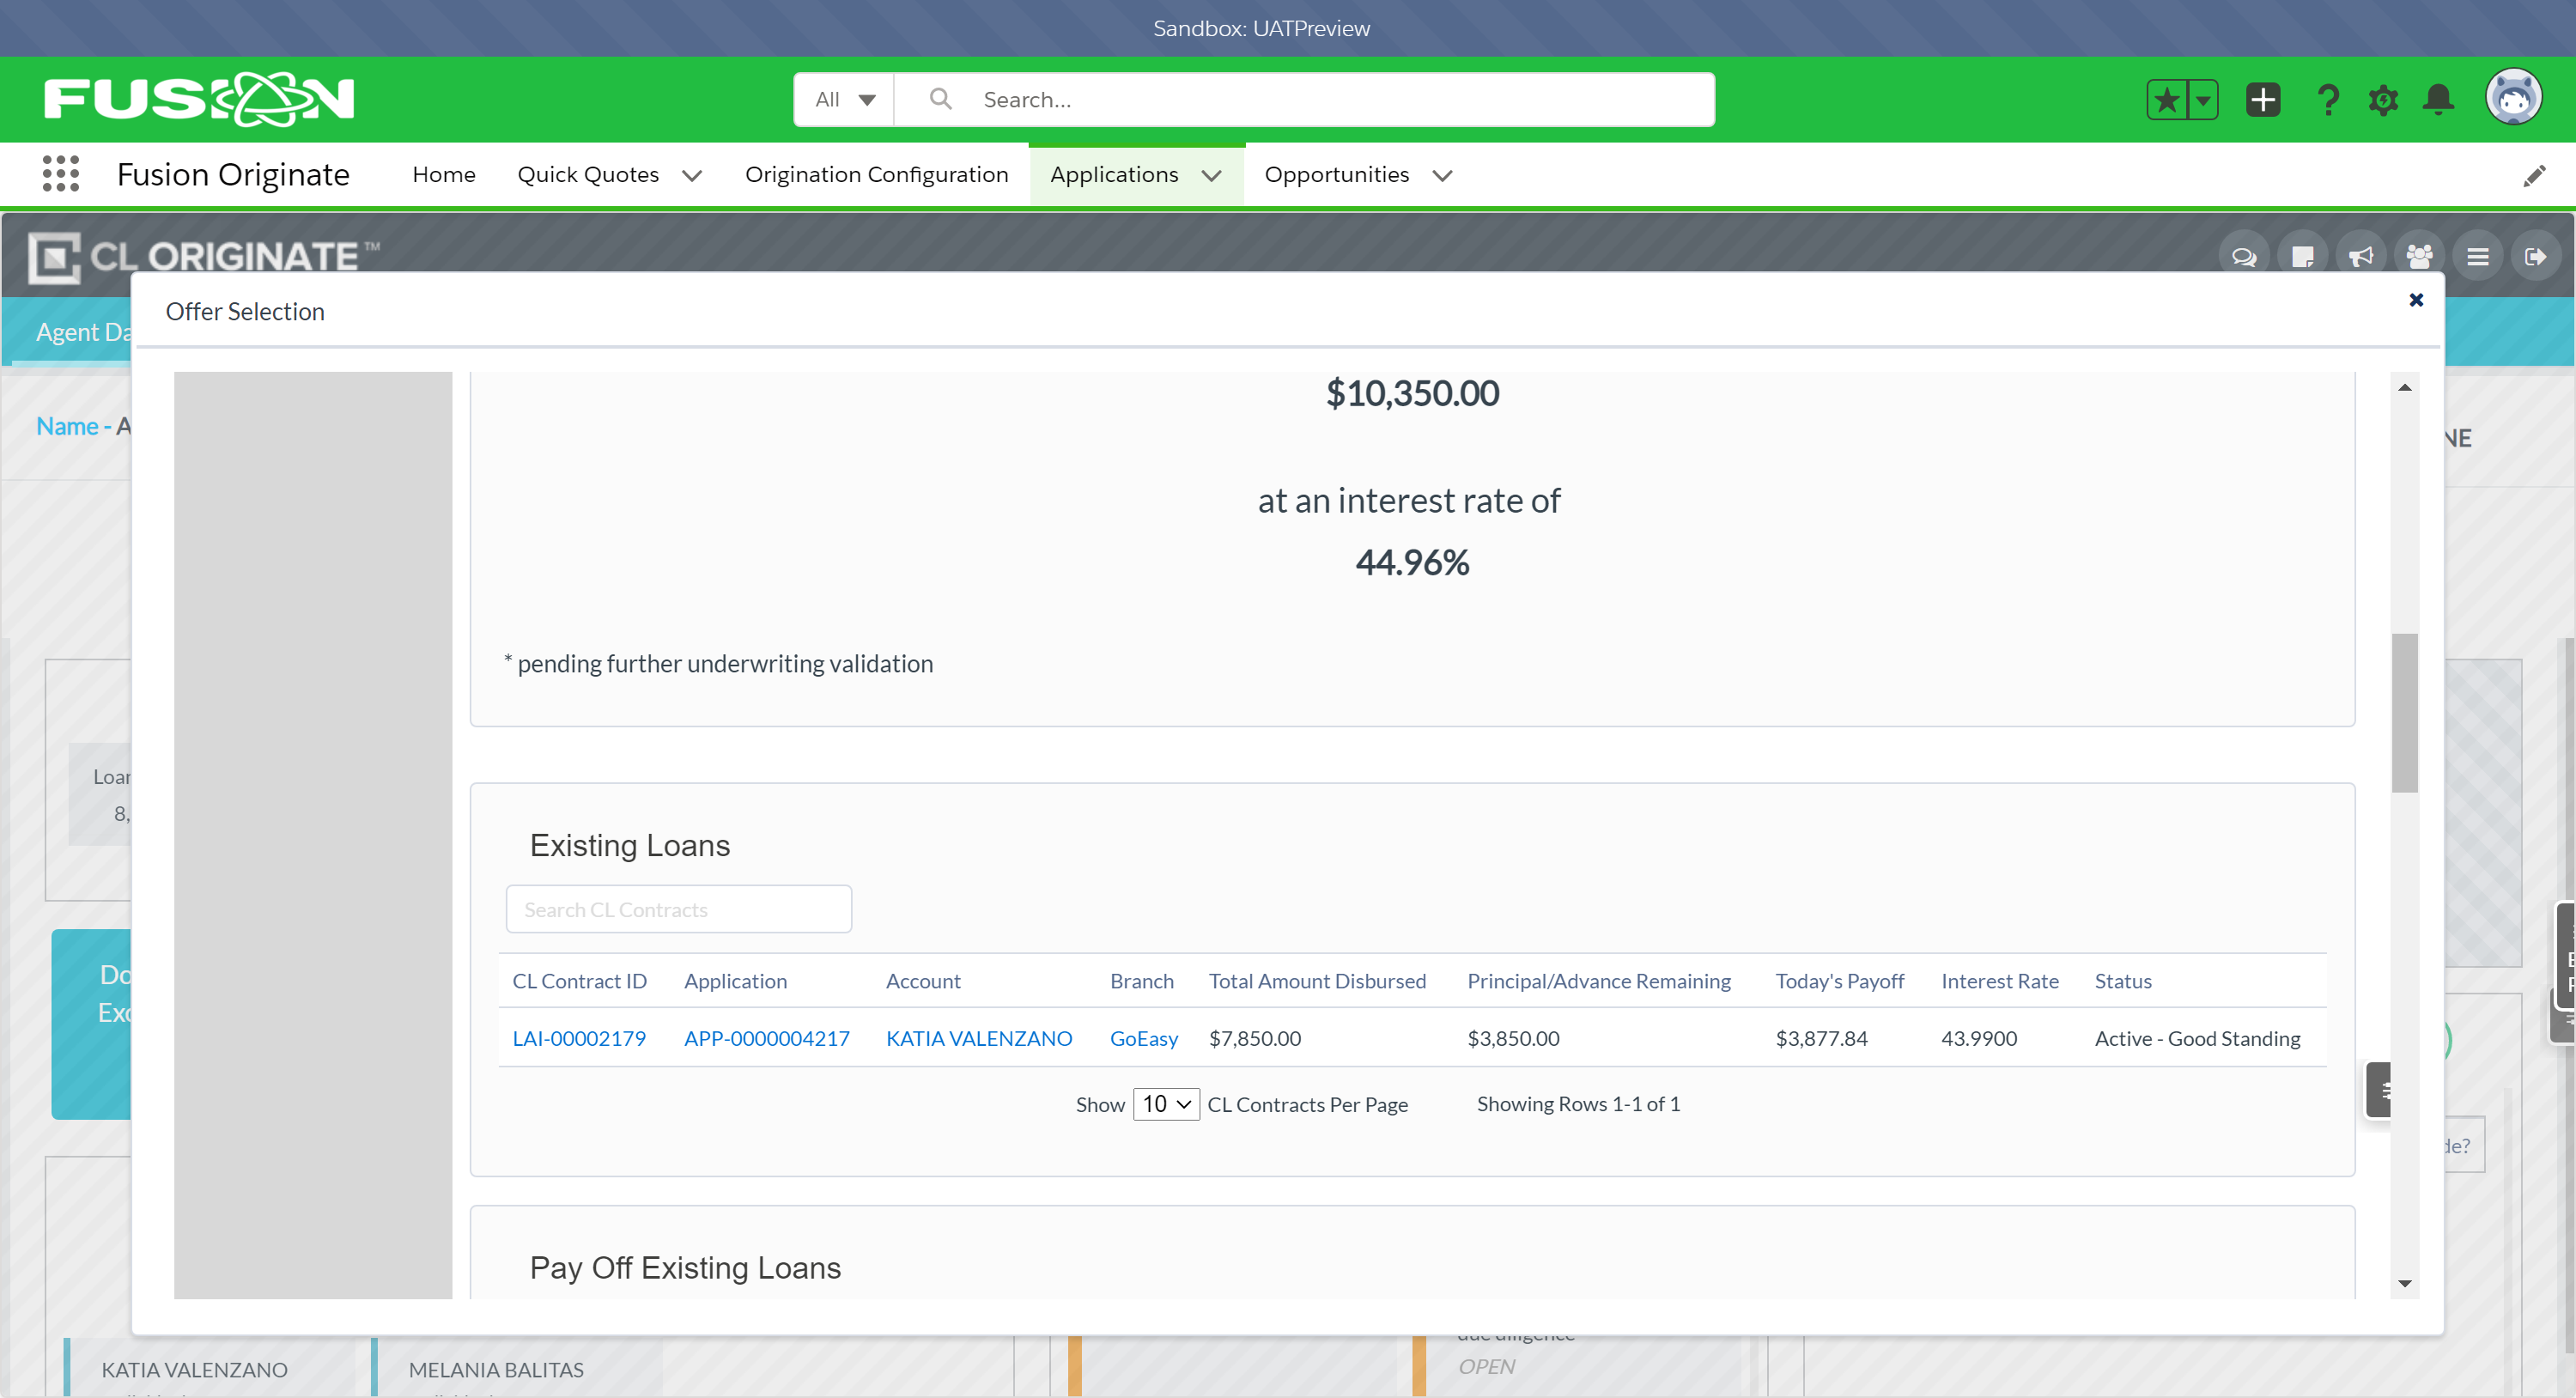 Sandbox: UATPreview
FUSION
All
Search...
Fusion Originate
Home
Quick Quotes
Origination Configuration
Applications
Opportunities
CL ORIGINATE™
Offer Selection
Agent Da
Name - A
NE
$10,350.00
at an interest rate of
44.96%
* pending further underwriting validation
Loan
8,
Existing Loans
Search CL Contracts
Do
Exc
CL Contract ID Application Account Branch Total Amount Disbursed Principal/Advance Remaining Today's Payoff Interest Rate Status
LAI-00002179 APP-0000004217 KATIA VALENZANO GoEasy $7,850.00 $3,850.00 $3,877.84 43.9900 Active - Good Standing
Show 10 CL Contracts Per Page Showing Rows 1-1 of 1
de?
Pay Off Existing Loans
due diligence
OPEN
KATIA VALENZANO
MELANIA BALITAS